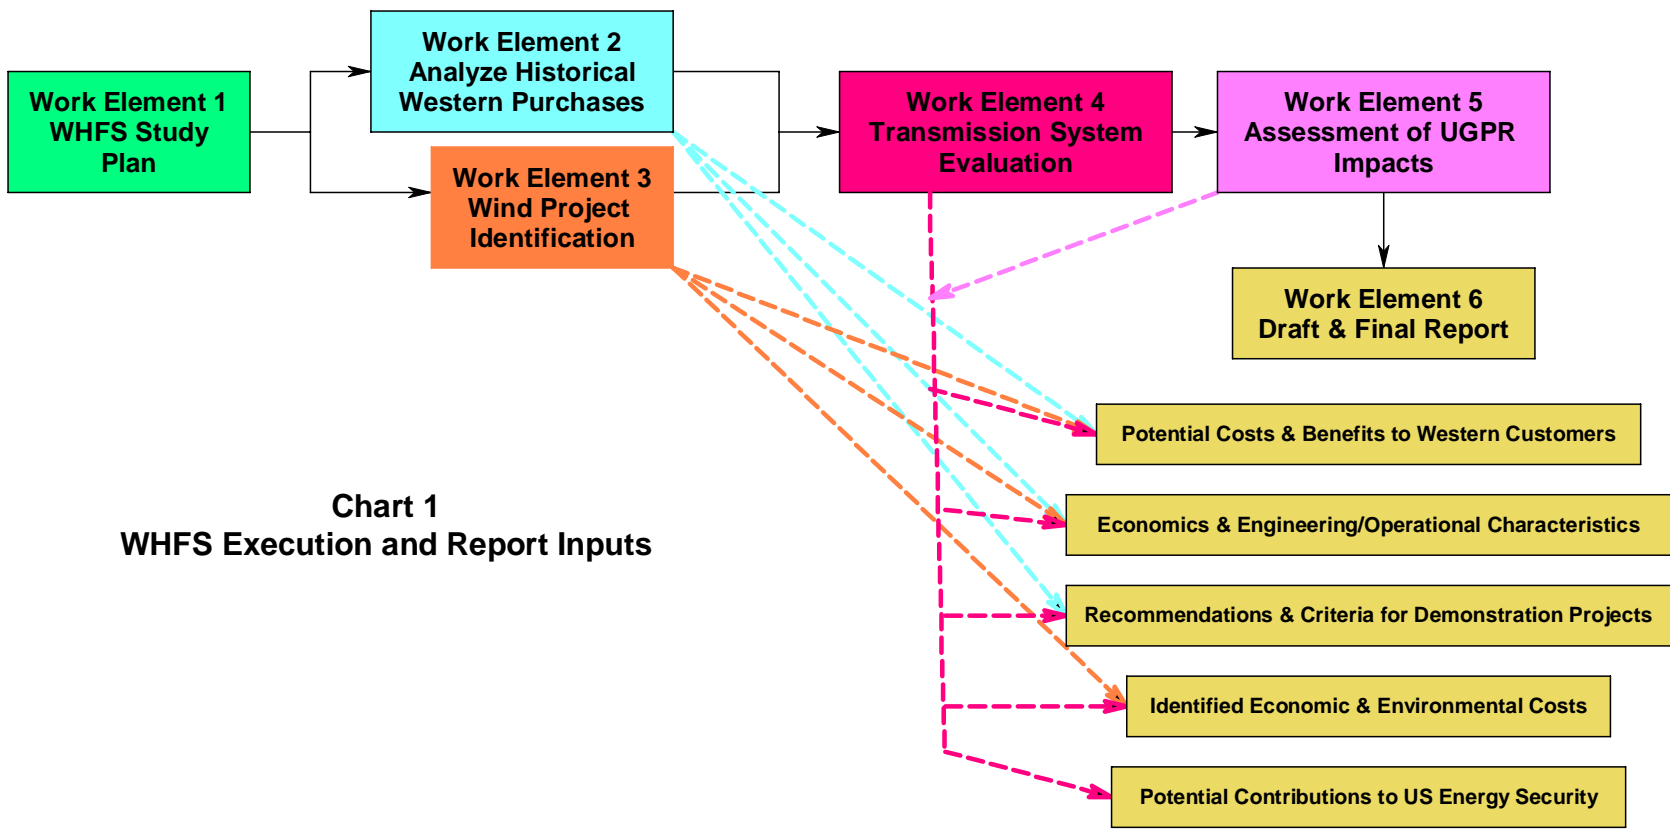 Work Element 1
WHFS Study
Plan
Work Element 2
Analyze Historical
Western Purchases
Work Element 3
Wind Project
Identification
Work Element 4
Transmission System
Evaluation
Work Element 5
Assessment of UGPR
Impacts
Work Element 6
Draft & Final Report
Potential Costs & Benefits to Western Customers
Chart 1
WHFS Execution and Report Inputs
Economics & Engineering/Operational Characteristics
Recommendations & Criteria for Demonstration Projects
Identified Economic & Environmental Costs
Potential Contributions to US Energy Security